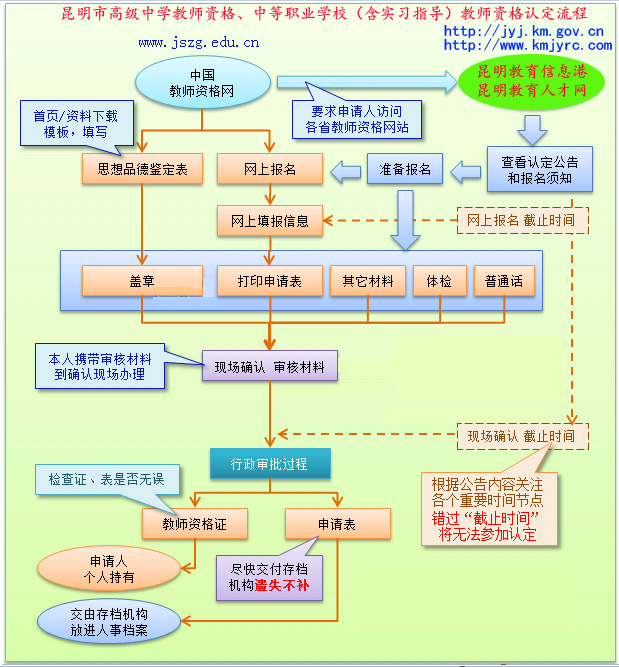 昆明市高级中学教师资格、中等职业学校（含实习指导）教师资格认定流程
http://jyj.km.gov.cn
www.jszg.edu.cn
http://www.kmjyrc.com
中国
教师资格网
昆明教育信息港
昆明教育人才网
首页/资料下载
模板，填写
要求申请人访问
各省教师资格网站
思想品德鉴定表
网上报名
准备报名
查看认定公告
和报名须知
网上填报信息
网上报名 截止时间
盖章
打印申请表
其它材料
体检
普通话
本人携带审核材料
到确认现场办理
现场确认 审核材料
现场确认 截止时间
行政审批过程
检查证、表是否无误
根据公告内容关注
各个重要时间节点
错过“截止时间”
将无法参加认定
教师资格证
申请表
申请人
个人持有
尽快交付存档
机构遗失不补
交由存档机构
放进人事档案